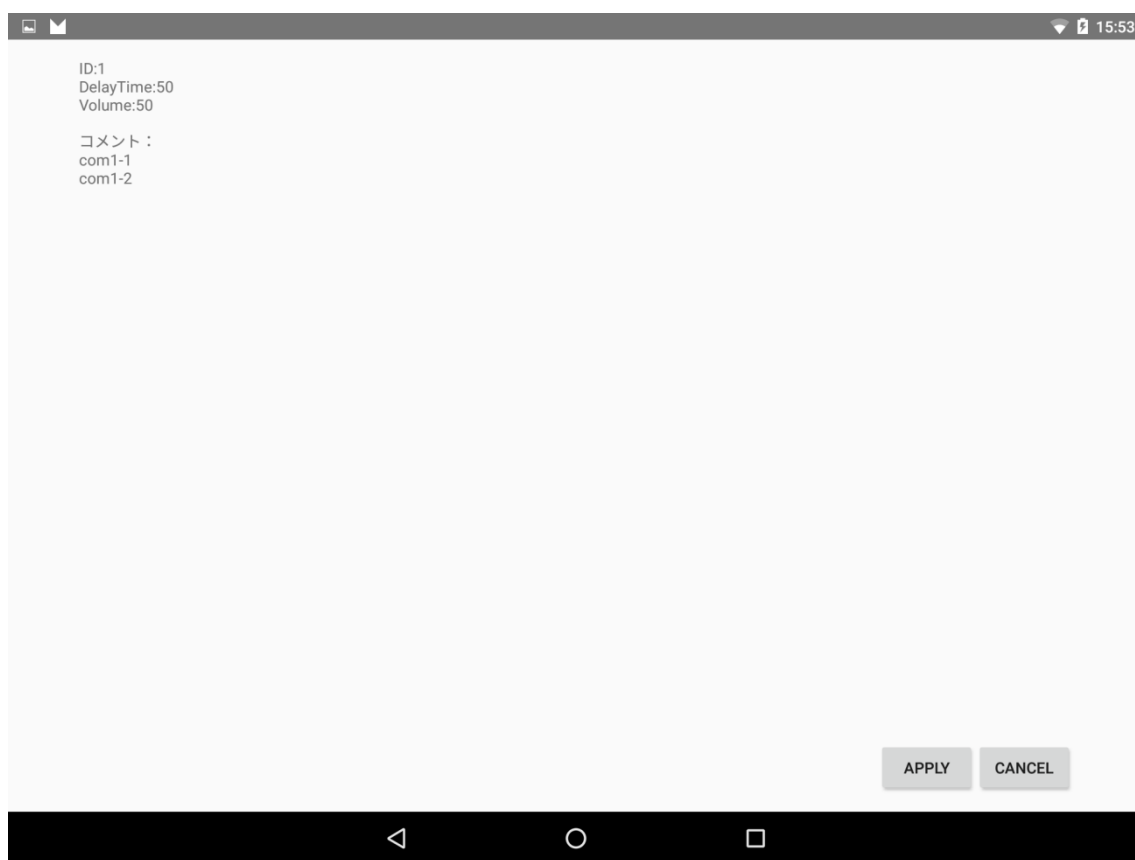 15:53
ID:1
DelayTime:50
Volume:50
コメント：
com1-1
com1-2
APPLY
CANCEL